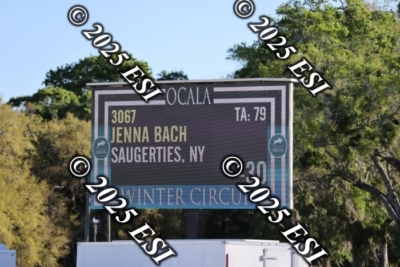 © 2025 ESI
© 2025 ESI
OCALA
3067 TA: 79
JENNA BACH
SAUGERTIES, NY
30
WINTER CIRCUIT
© 2025 ESI
© 2025 ESI